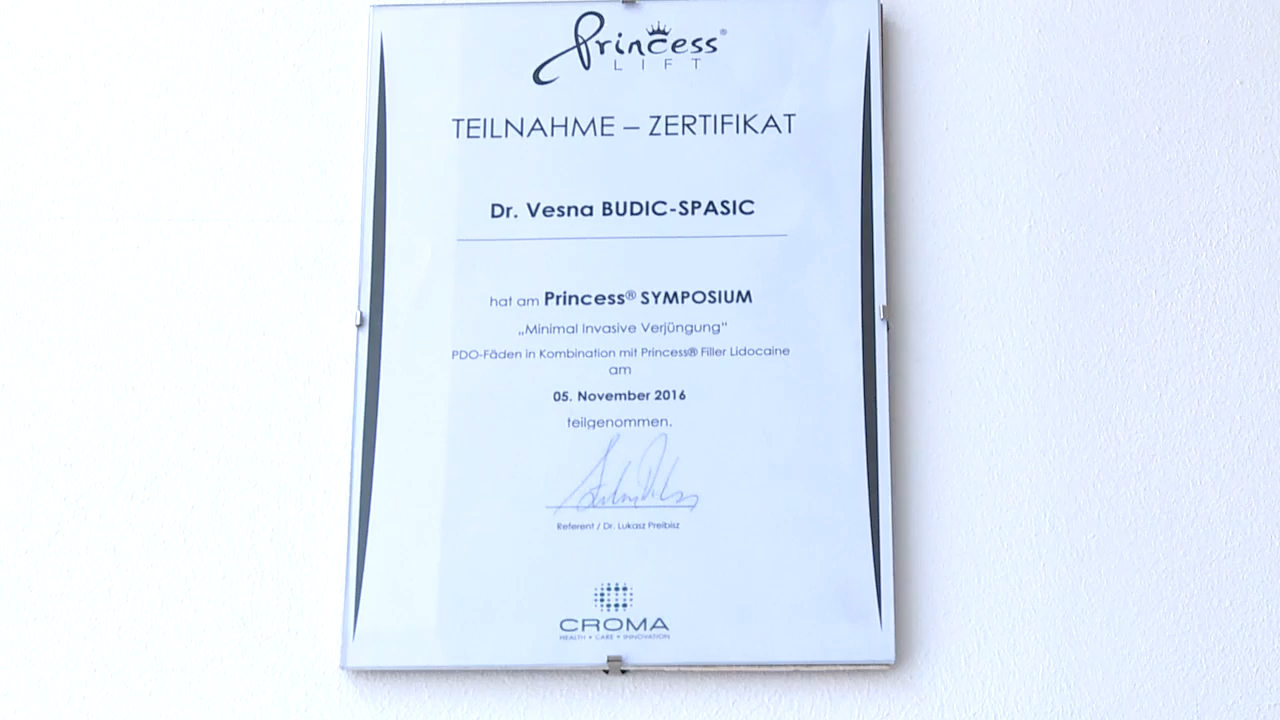 Princess®
LIFT
TEILNAHME – ZERTIFIKAT
Dr. Vesna BUDIC-SPASIC
hat am Princess® SYMPOSIUM
„Minimal Invasive Verjüngung“
PDO-Fäden in Kombination mit Princess® Filler Lidocaine
am
05. November 2016
teilgenommen.
Referent / Dr. Lukasz Preibisz
CROMA
HEALTH • CARE • INNOVATION